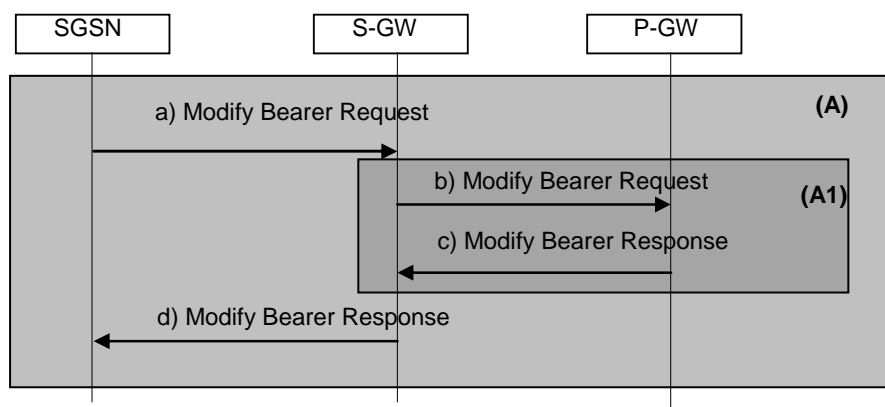 SGSN
S-GW
P-GW
(A)
a) Modify Bearer Request
b) Modify Bearer Request
(A1)
c) Modify Bearer Response
d) Modify Bearer Response